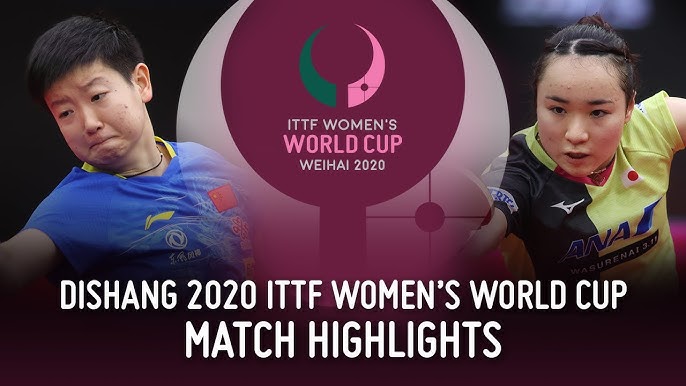 ITTF WOMEN'S
WORLD CUP
WEIHAI 2020
ANA
WASURENAI 3.11
DISHANG 2020 ITTF WOMEN'S WORLD CUP
MATCH HIGHLIGHTS